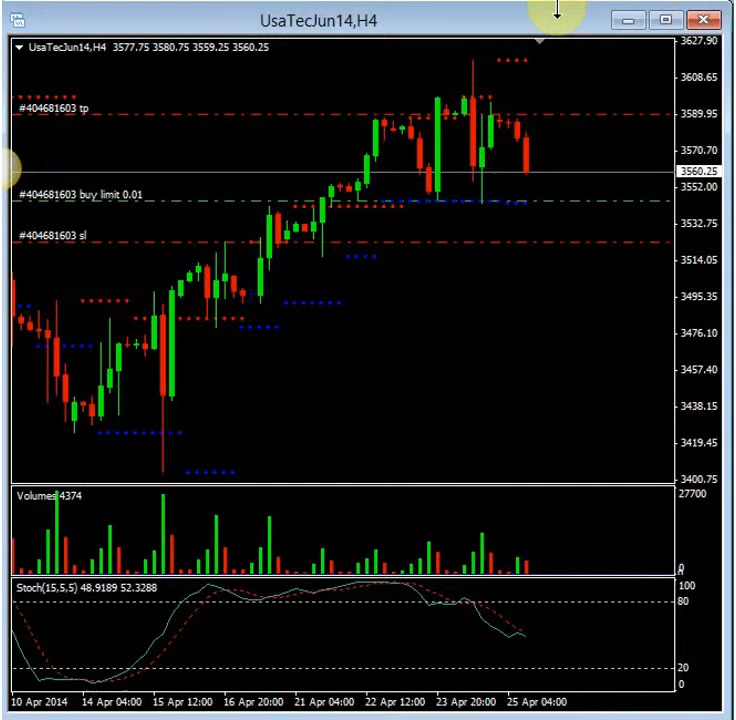 UsaTecJun14,H4
UsaTecJun14,H4 3577.75 3580.75 3559.25 3560.25
3627.90
3608.65
#404681603 tp
3589.95
3570.70
3560.25
3552.00
#404681603 buy limit 0.01
3532.75
#404681603 sl
3514.05
3495.35
3476.10
3457.40
3438.15
3419.45
3400.75
Volumes 4374
27700
0
Stoch(15,5,5) 48.9189 52.3288
100
80
20
0
10 Apr 2014 14 Apr 04:00 15 Apr 12:00 16 Apr 20:00 21 Apr 04:00 22 Apr 12:00 23 Apr 20:00 25 Apr 04:00